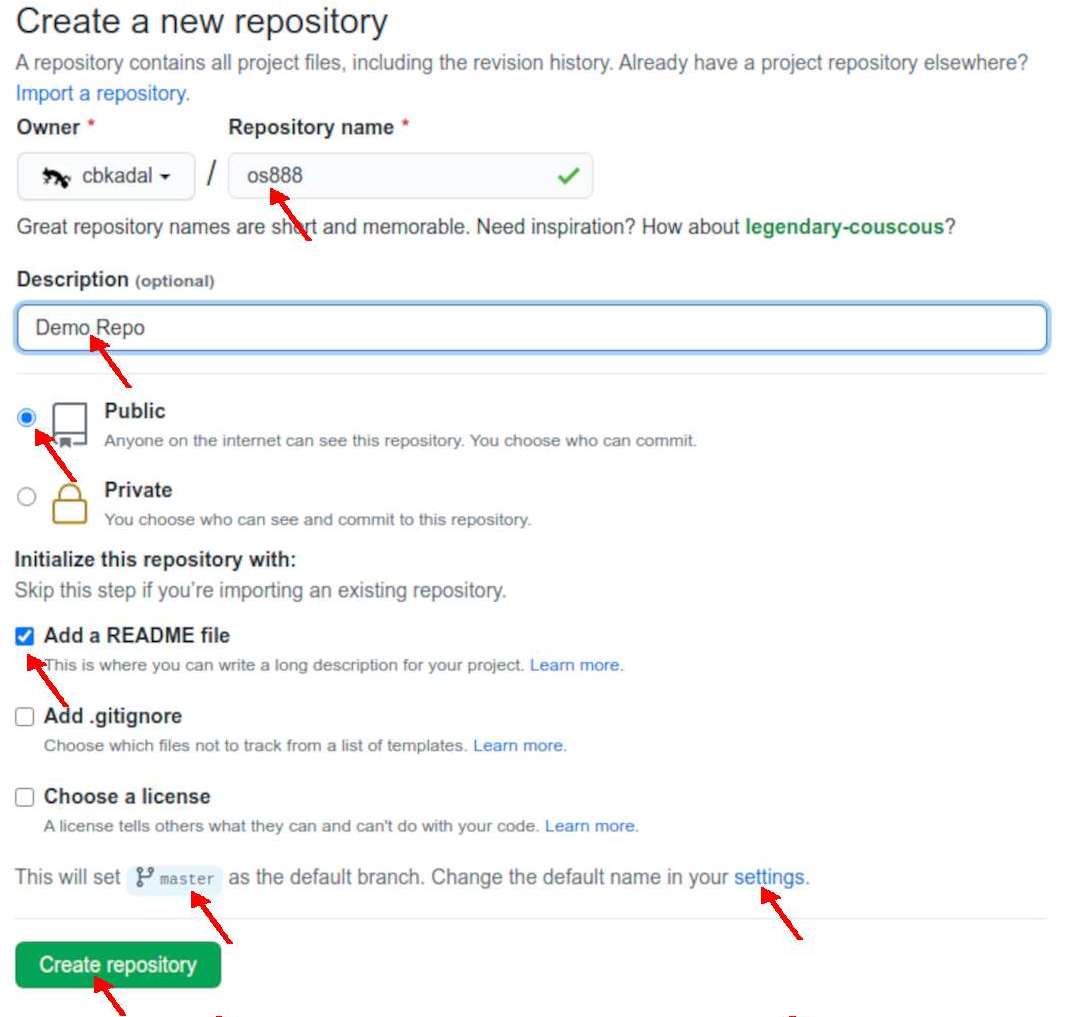 Create a new repository
A repository contains all project files, including the revision history. Already have a project repository elsewhere?
Import a repository.
Owner * Repository name *
cbkadal / os888
Great repository names are short and memorable. Need inspiration? How about legendary-couscous?
Description (optional)
Demo Repo
Public
Anyone on the internet can see this repository. You choose who can commit.
Private
You choose who can see and commit to this repository.
Initialize this repository with:
Skip this step if you're importing an existing repository.
Add a README file
This is where you can write a long description for your project. Learn more.
Add .gitignore
Choose which files not to track from a list of templates. Learn more.
Choose a license
A license tells others what they can and can't do with your code. Learn more.
This will set master as the default branch. Change the default name in your settings.
Create repository